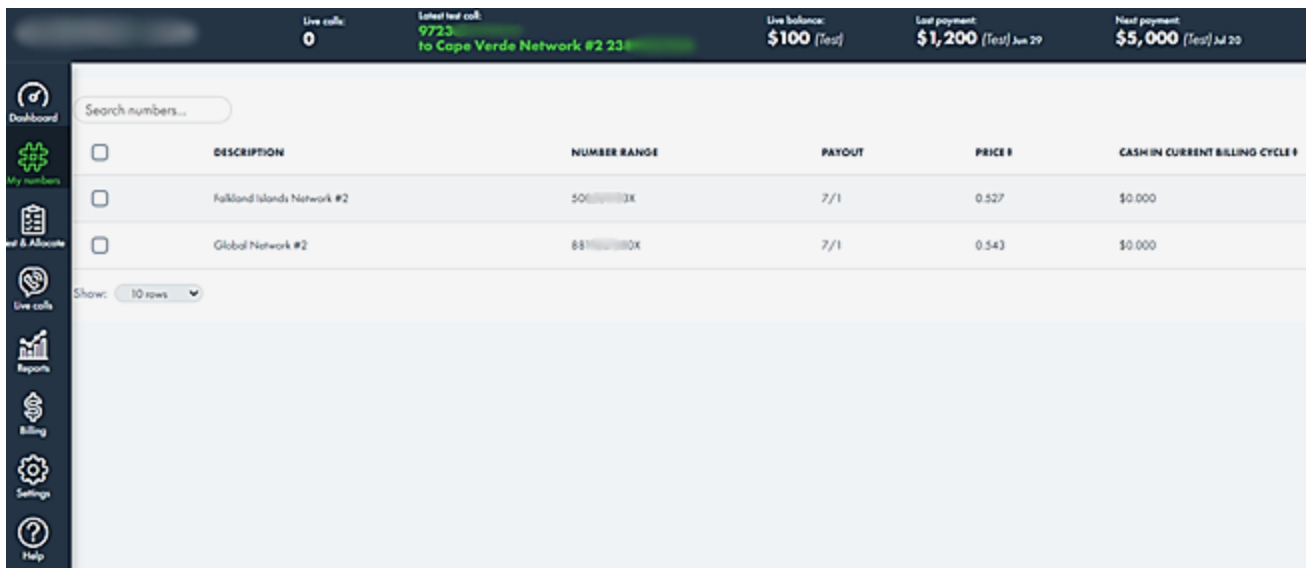 Live calls:
0
Latest test call:
9723
to Cape Verde Network #2 23
Live balance:
$100 (Test)
Last payment:
$1,200 (Test) Jun 29
Next payment:
$5,000 (Test) Jul 20
Dashboard
My numbers
est & Allocate
Live calls
Reports
Billing
Settings
Help
Search numbers...
DESCRIPTION NUMBER RANGE PAYOUT PRICE CASH IN CURRENT BILLING CYCLE
Falkland Islands Network #2 50 3X 7/1 0.527 $0.000
Global Network #2 88 0X 7/1 0.543 $0.000
Show: 10 rows